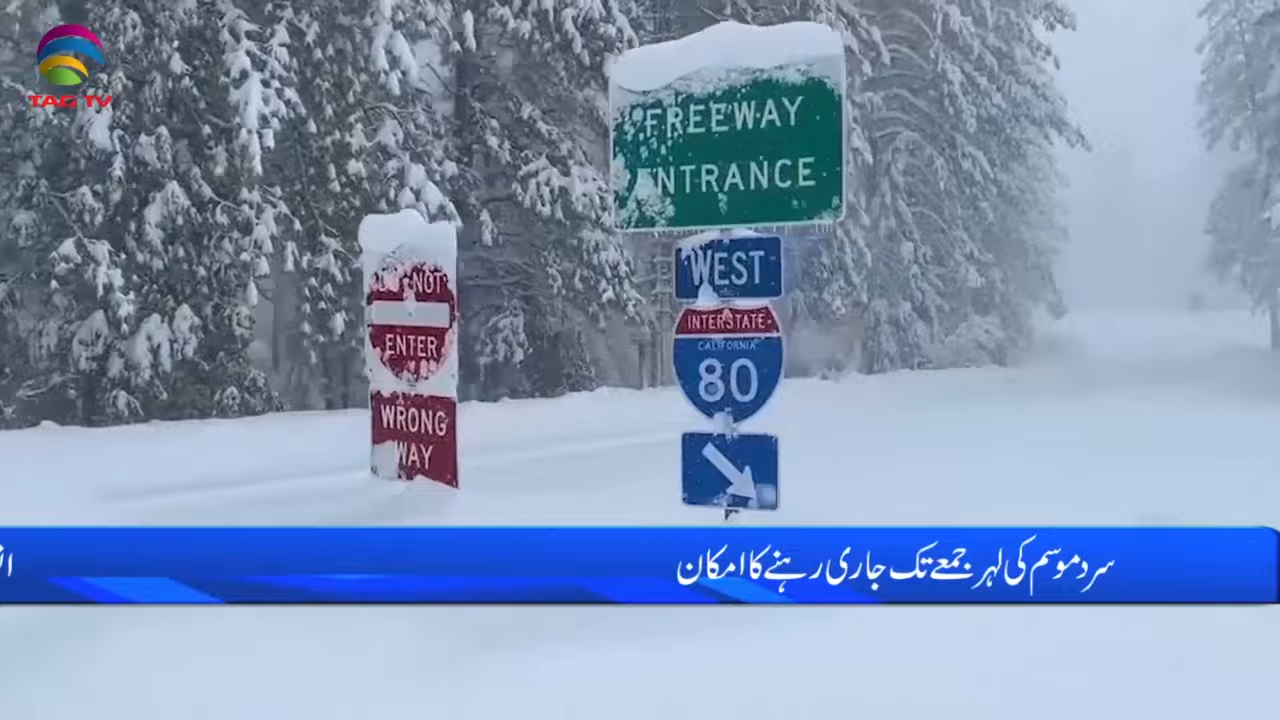 TAG TV
FREEWAY
ENTRANCE
WEST
INTERSTATE
CALIFORNIA
80
DO NOT
ENTER
WRONG
WAY
سرد موسم کی لہر جمعے تک جاری رہنے کا امکان